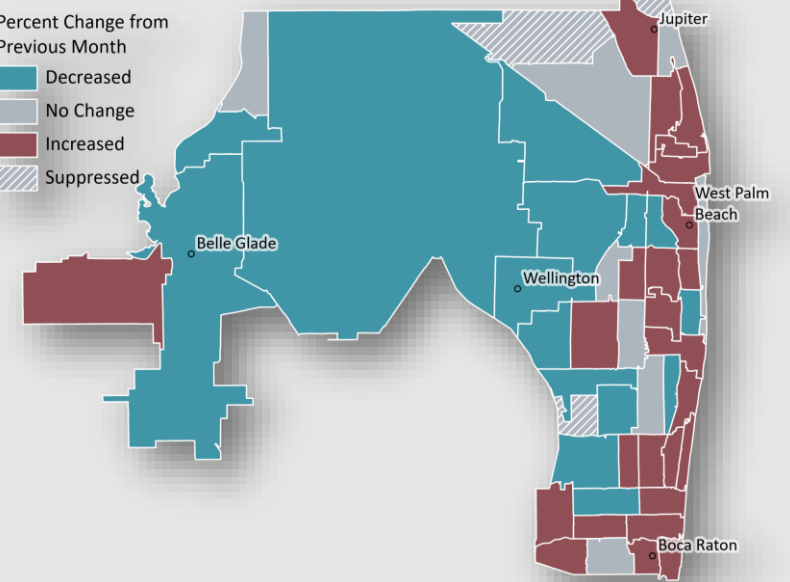 Percent Change from
Previous Month
Decreased
No Change
Increased
Suppressed
Jupiter
West Palm
Beach
Belle Glade
Wellington
Boca Raton